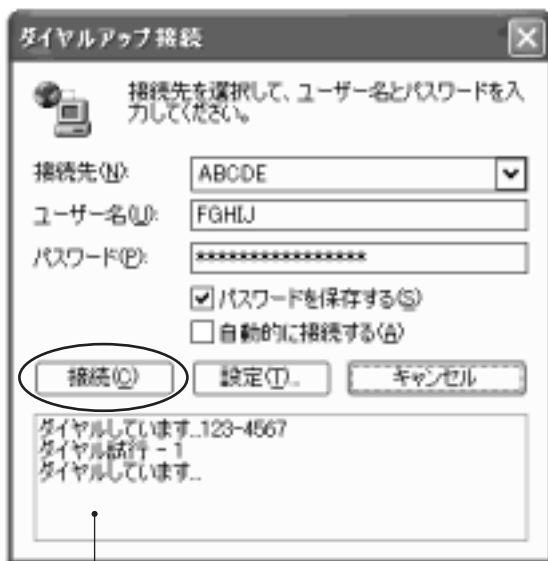 ダイヤルアップ接続
接続先を選択して、ユーザー名とパスワードを入
力してください。
接続先(N): ABCDE
ユーザー名(U): FGHIJ
パスワード(P): ****************
パスワードを保存する(S)
自動的に接続する(A)
接続(C) 設定(T)... キャンセル
ダイヤルしています...123-4567
ダイヤル試行 - 1
ダイヤルしています...